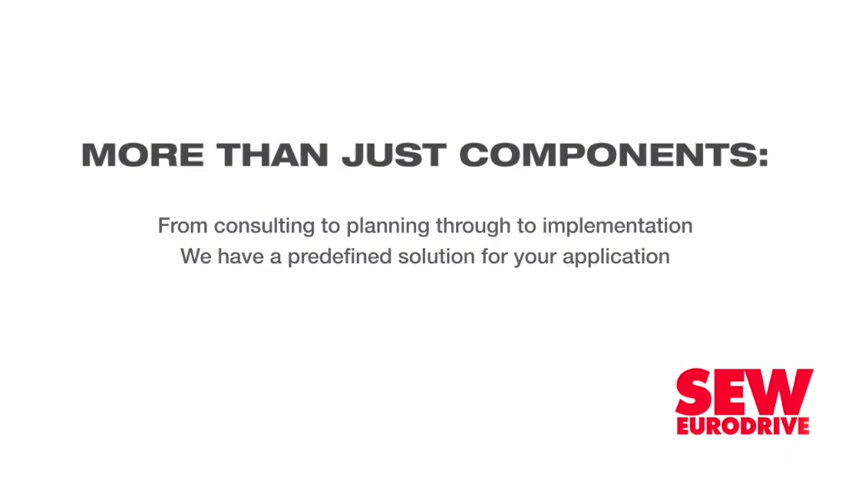 MORE THAN JUST COMPONENTS:
From consulting to planning through to implementation
We have a predefined solution for your application
SEW
EURODRIVE